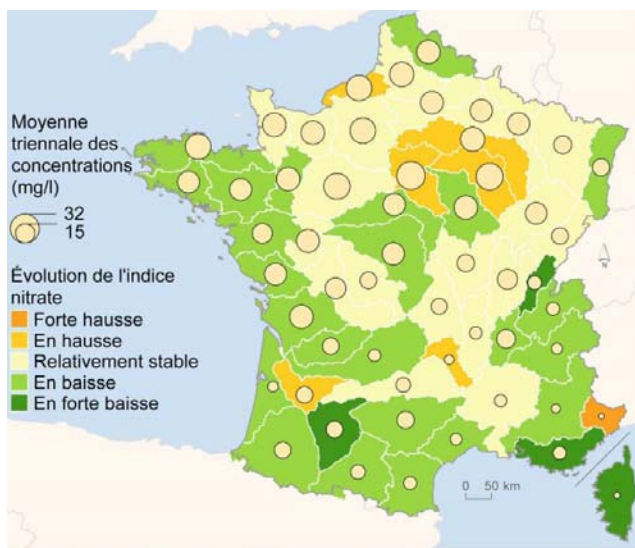 Moyenne
triennale des
concentrations
(mg/l)
32
15
Évolution de l'indice
nitrate
Forte hausse
En hausse
Relativement stable
En baisse
En forte baisse
N
0 50 km